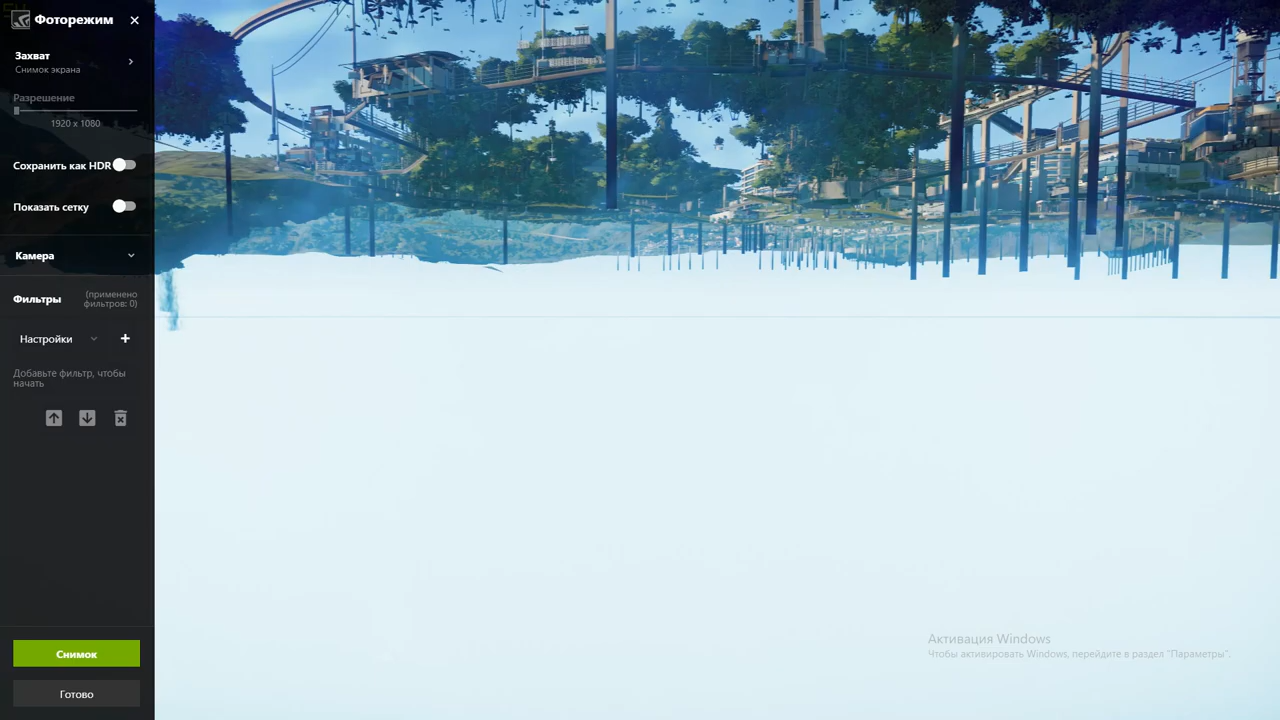 Фоторежим
Захват
Снимок экрана
Разрешение
1920 x 1080
Сохранить как HDR
Показать сетку
Камера
Фильтры
(применено
фильтров: 0)
Настройки
Добавьте фильтр, чтобы
начать
Снимок
Готово
Активация Windows
Чтобы активировать Windows, перейдите в раздел "Параметры".